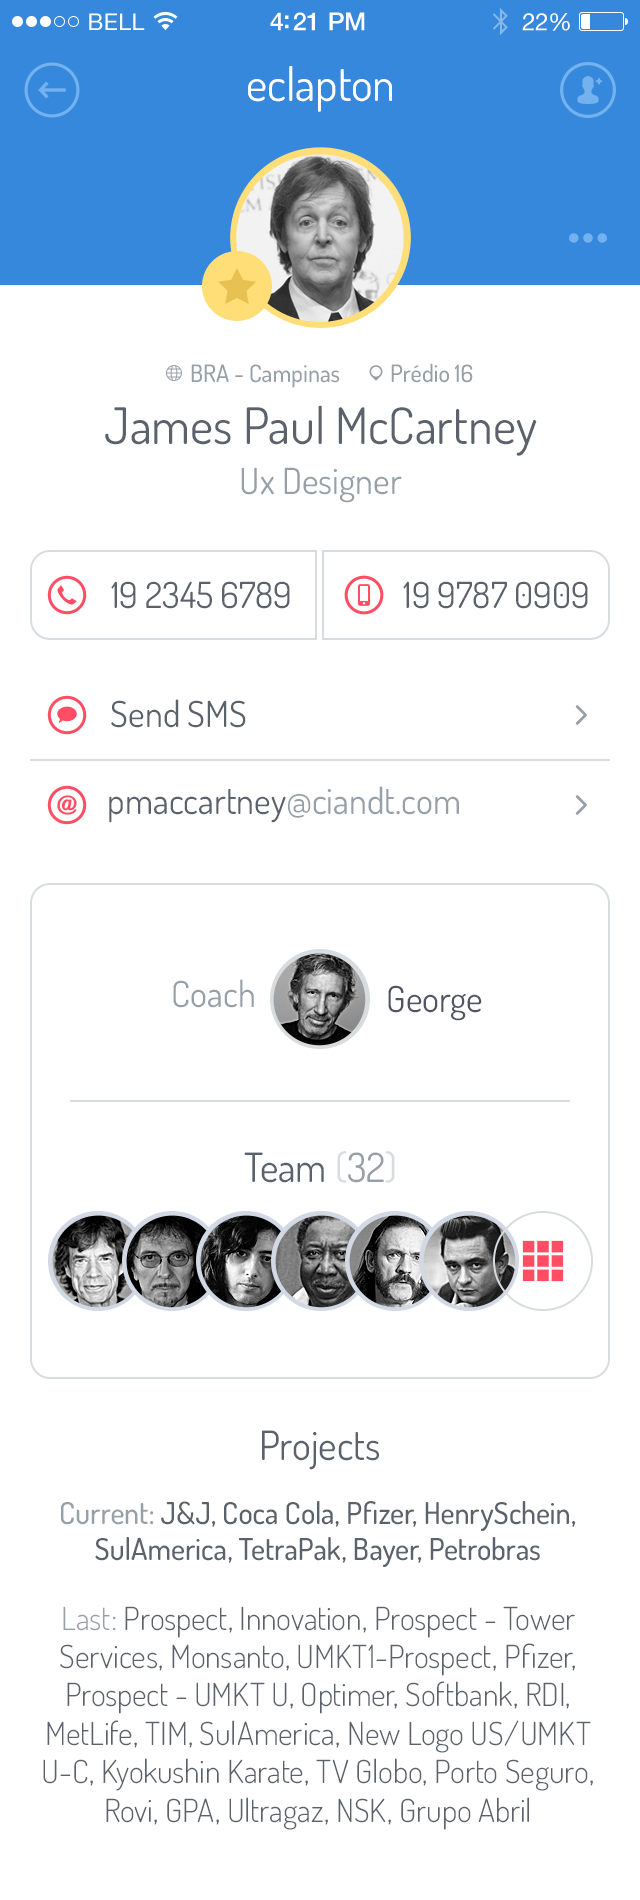 BELL 4:21 PM 22%
eclapton
BRA - Campinas Prédio 16
James Paul McCartney
Ux Designer
19 2345 6789 19 9787 0909
Send SMS
@ pmaccartney@ciandt.com
Coach George
Team (32)
Projects
Current: J&J, Coca Cola, Pfizer, HenrySchein,
SulAmerica, TetraPak, Bayer, Petrobras
Last: Prospect, Innovation, Prospect - Tower
Services, Monsanto, UMKT1-Prospect, Pfizer,
Prospect - UMKT U, Optimer, Softbank, RDI,
MetLife, TIM, SulAmerica, New Logo US/UMKT
U-C, Kyokushin Karate, TV Globo, Porto Seguro,
Rovi, GPA, Ultragaz, NSK, Grupo Abril